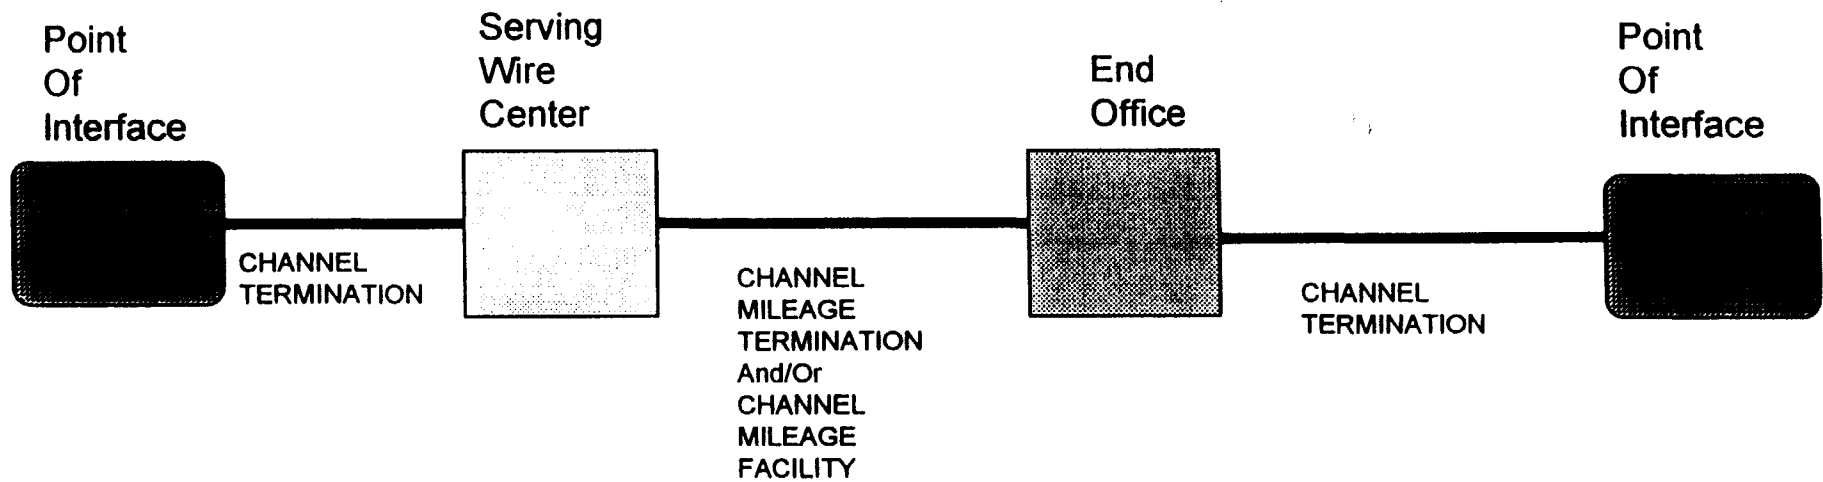 Point
Of
Interface
Serving
Wire
Center
End
Office
Point
Of
Interface
CHANNEL
TERMINATION
CHANNEL
MILEAGE
TERMINATION
And/Or
CHANNEL
MILEAGE
FACILITY
CHANNEL
TERMINATION